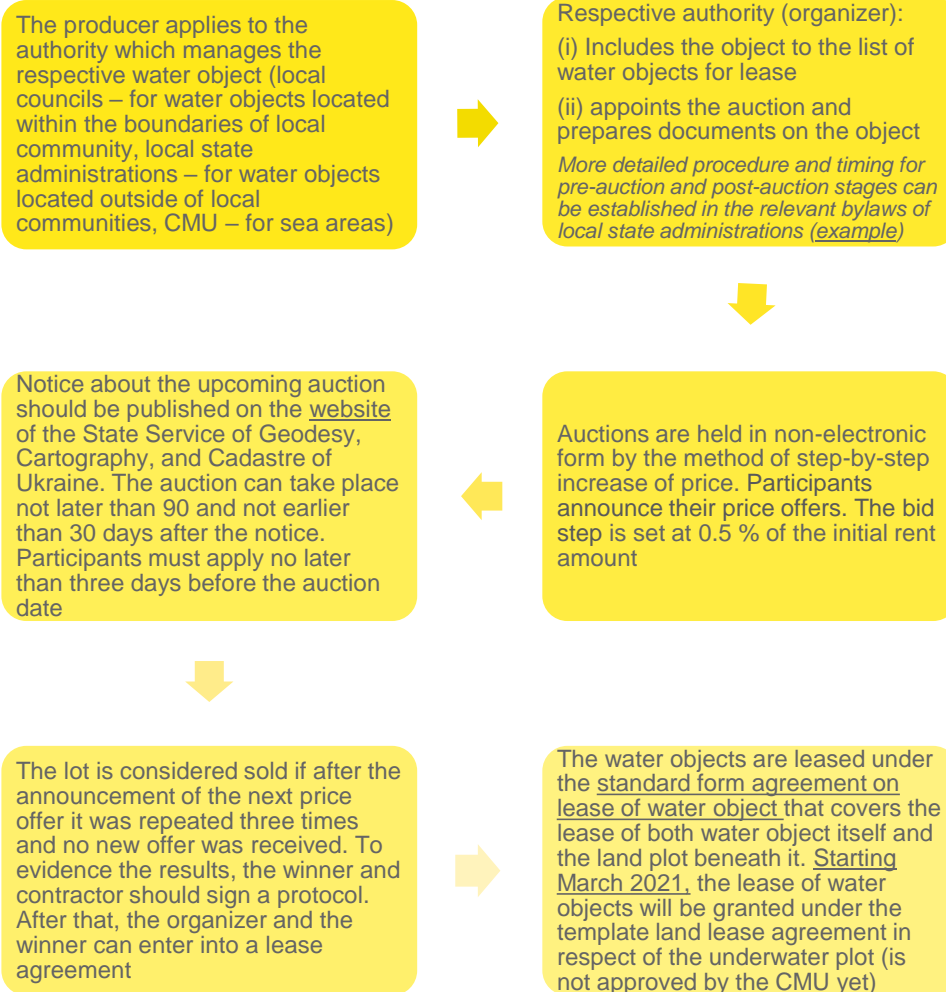 The producer applies to the
authority which manages the
respective water object (local
councils – for water objects located
within the boundaries of local
community, local state
administrations – for water objects
located outside of local
communities, CMU – for sea areas)
Respective authority (organizer):
(i) Includes the object to the list of
water objects for lease
(ii) appoints the auction and
prepares documents on the object
More detailed procedure and timing for
pre-auction and post-auction stages can
be established in the relevant bylaws of
local state administrations (example)
Auctions are held in non-electronic
form by the method of step-by-step
increase of price. Participants
announce their price offers. The bid
step is set at 0.5 % of the initial rent
amount
Notice about the upcoming auction
should be published on the website
of the State Service of Geodesy,
Cartography, and Cadastre of
Ukraine. The auction can take place
not later than 90 and not earlier
than 30 days after the notice.
Participants must apply no later
than three days before the auction
date
The lot is considered sold if after the
announcement of the next price
offer it was repeated three times
and no new offer was received. To
evidence the results, the winner and
contractor should sign a protocol.
After that, the organizer and the
winner can enter into a lease
agreement
The water objects are leased under
the standard form agreement on
lease of water object that covers the
lease of both water object itself and
the land plot beneath it. Starting
March 2021, the lease of water
objects will be granted under the
template land lease agreement in
respect of the underwater plot (is
not approved by the CMU yet)